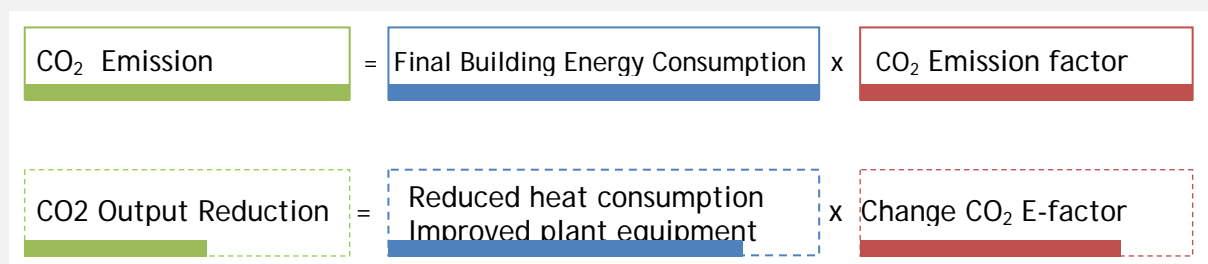 CO₂ Emission = Final Building Energy Consumption x CO₂ Emission factor
CO2 Output Reduction = Reduced heat consumption x Change CO₂ E-factor
Improved plant equipment